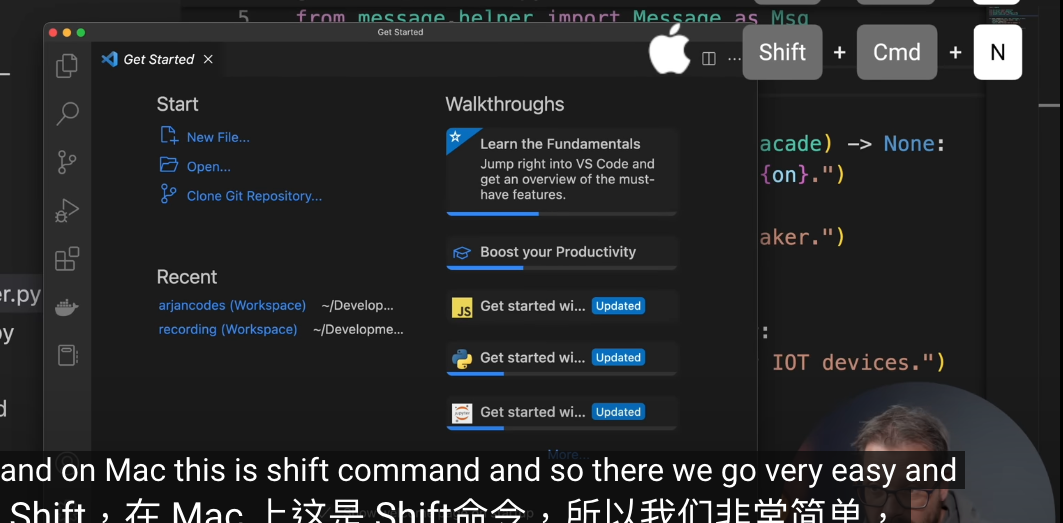 5 from message.helper import Message as Msg
Get Started
Get Started
Shift + Cmd + N
Start
New File...
Open...
Clone Git Repository...
Recent
arjancodes (Workspace) ~/Develop...
recording (Workspace) ~/Developme...
Walkthroughs
Learn the Fundamentals
Jump right into VS Code and
get an overview of the must-
have features.
Boost your Productivity
JS Get started wi... Updated
Get started wi... Updated
Get started wi... Updated
More...
acade) -> None:
{on}.")
aker.")
:
IOT devices.")
er.py
py
d
and on Mac this is shift command and so there we go very easy and
Shift，在 Mac 上这是 Shift命令，所以我们非常简单，